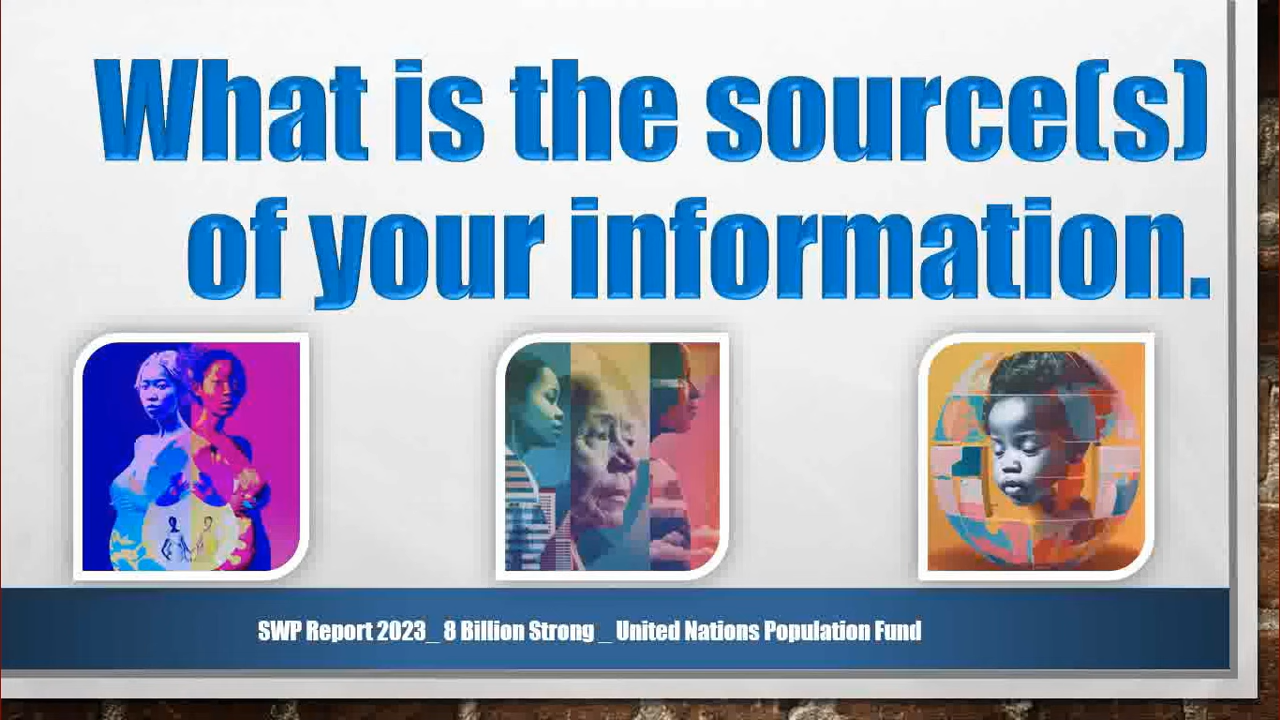 What is the source(s)
of your information.
SWP Report 2023_ 8 Billion Strong _ United Nations Population Fund